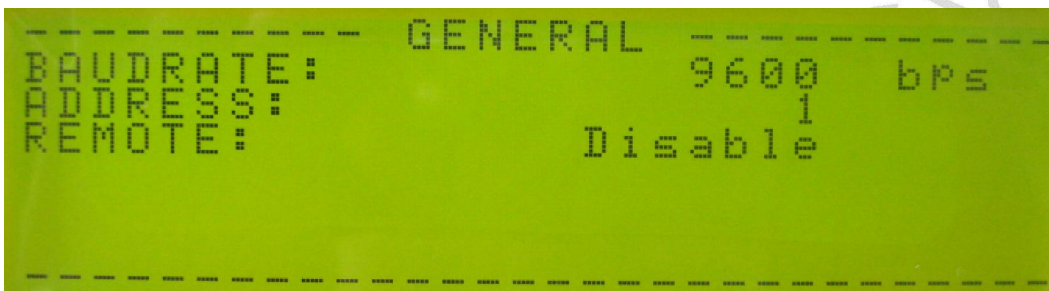 ---------- GENERAL -----------
BAUDRATE: 9600 bps
ADDRESS: 1
REMOTE: Disable
------------------------------